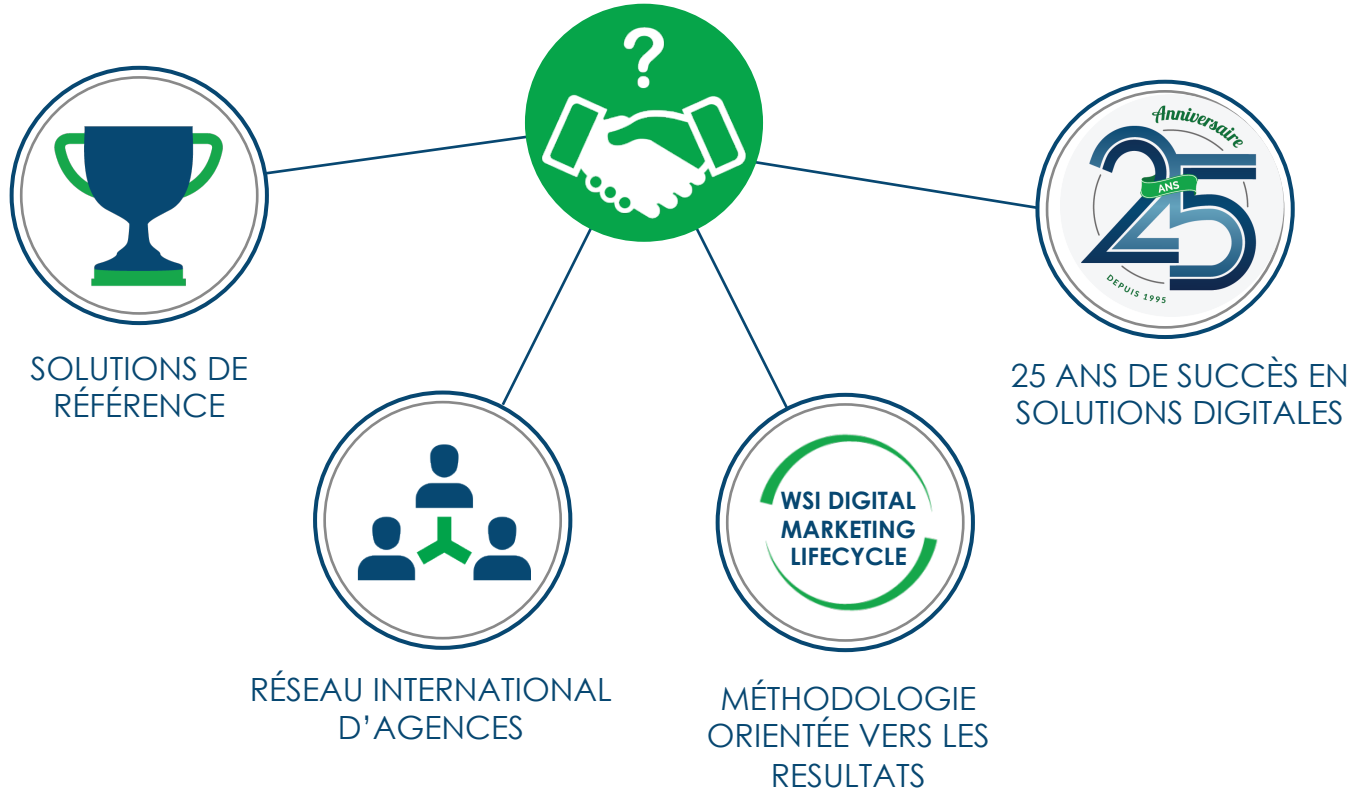 ?
Anniversaire
25
ANS
DEPUIS 1995
SOLUTIONS DE
RÉFÉRENCE
25 ANS DE SUCCÈS EN
SOLUTIONS DIGITALES
WSI DIGITAL
MARKETING
LIFECYCLE
RÉSEAU INTERNATIONAL
D’AGENCES
MÉTHODOLOGIE
ORIENTÉE VERS LES
RESULTATS